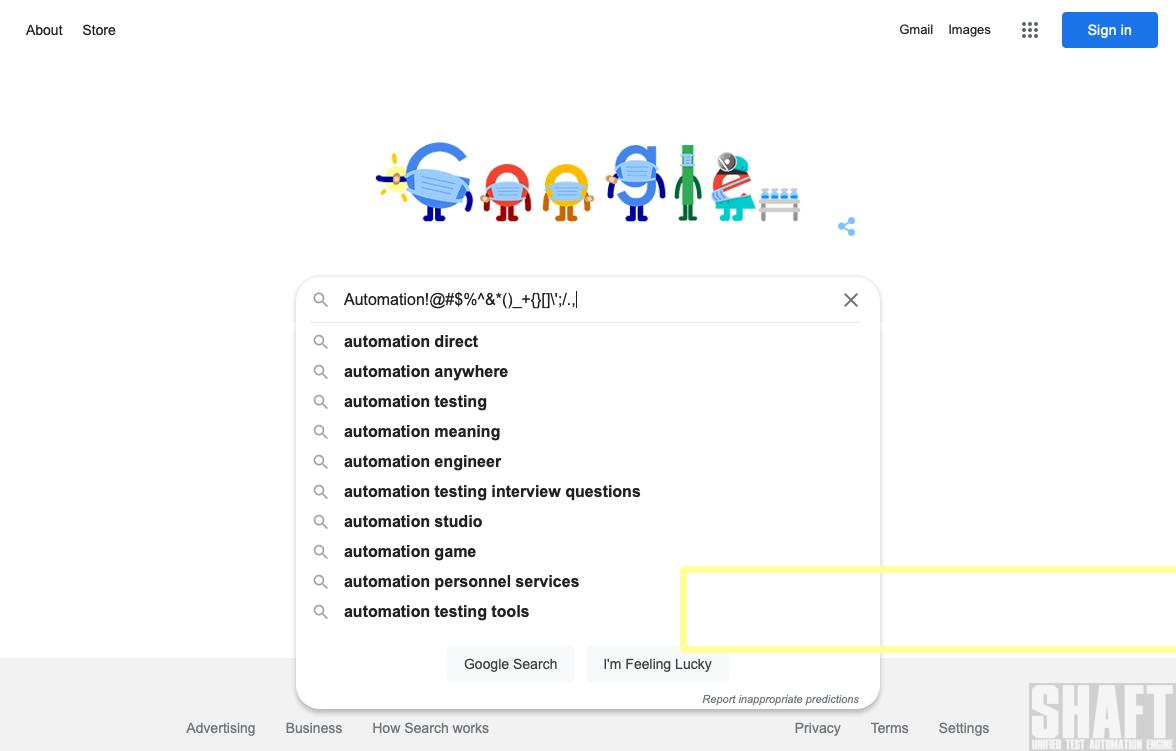 About Store Gmail Images Sign in
Google
Automation!@#$%^&*()_+{}[]\';/.,
automation direct
automation anywhere
automation testing
automation meaning
automation engineer
automation testing interview questions
automation studio
automation game
automation personnel services
automation testing tools
Google Search I'm Feeling Lucky
Report inappropriate predictions
Advertising Business How Search works Privacy Terms Settings
SHAFT
UNIFIED TEST AUTOMATION ENGINE